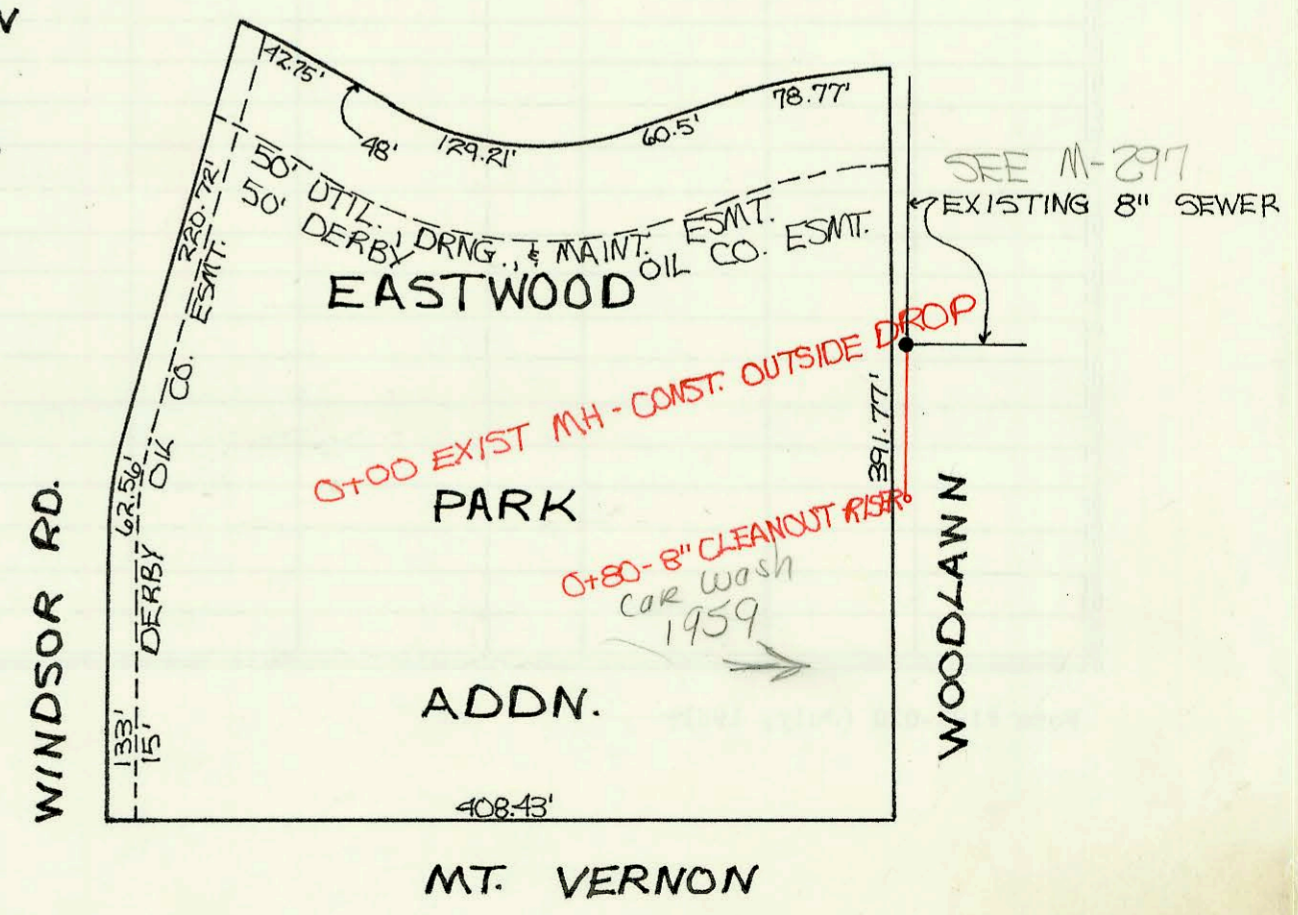 42.75'
48'
129.21'
60.5'
78.77'
SEE M-297
EXISTING 8" SEWER
220.72'
50' UTIL., DRNG., & MAINT. ESMT.
50' DERBY OIL CO. ESMT.
EASTWOOD
0+00 EXIST MH - CONST. OUTSIDE DROP
PARK
391.77'
0+80 - 8" CLEANOUT RISER
CAR WASH
1959
ADDN.
62.56'
DERBY OIL CO. ESMT.
133'
15'
WINDSOR RD.
WOODLAWN
408.43'
MT. VERNON